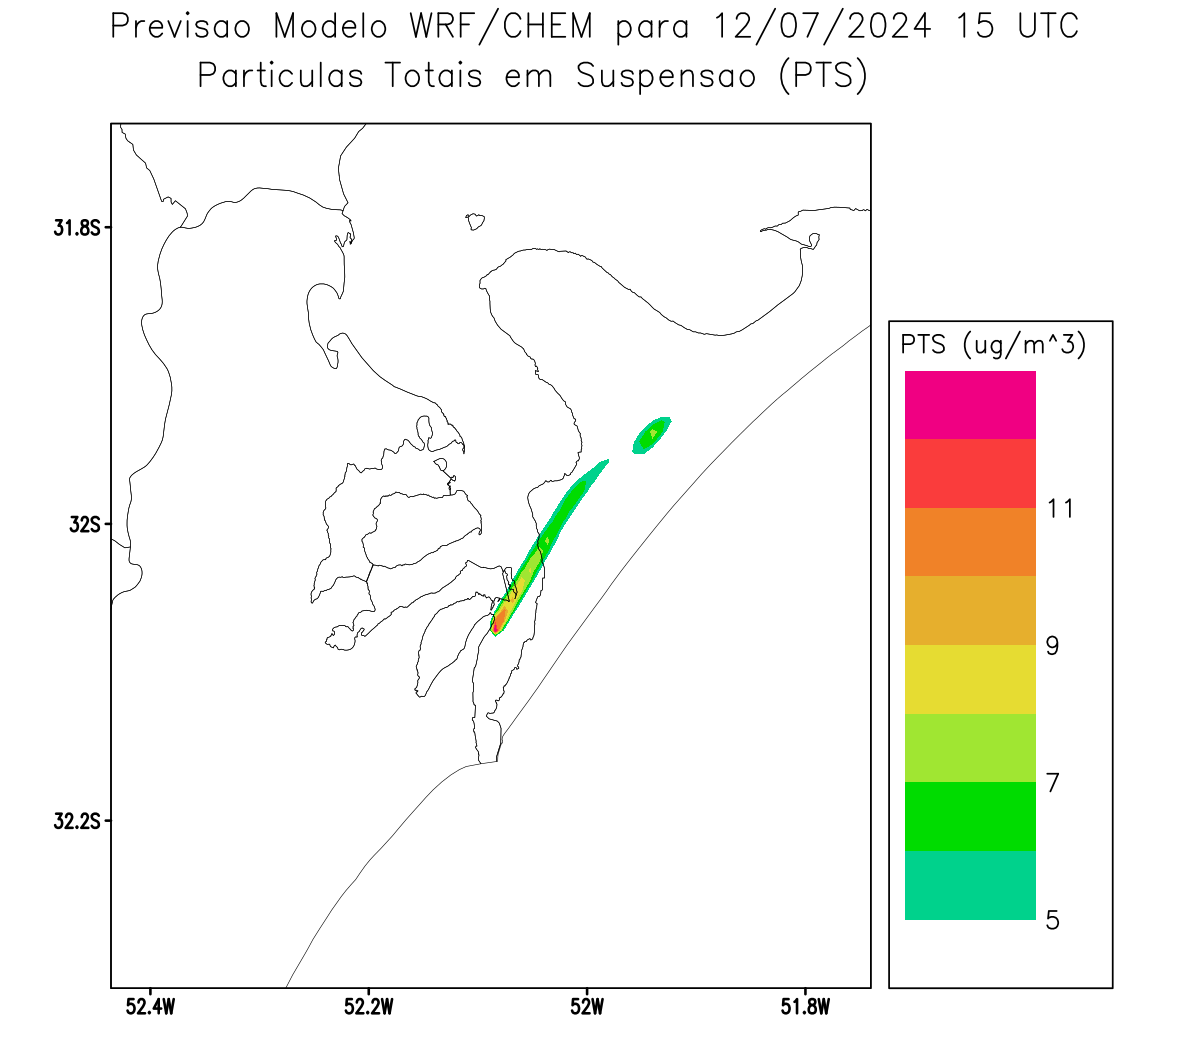 Previsao Modelo WRF/CHEM para 12/07/2024 15 UTC
Particulas Totais em Suspensao (PTS)
31.8S
32S
32.2S
52.4W
52.2W
52W
51.8W
PTS (ug/m^3)
11
9
7
5